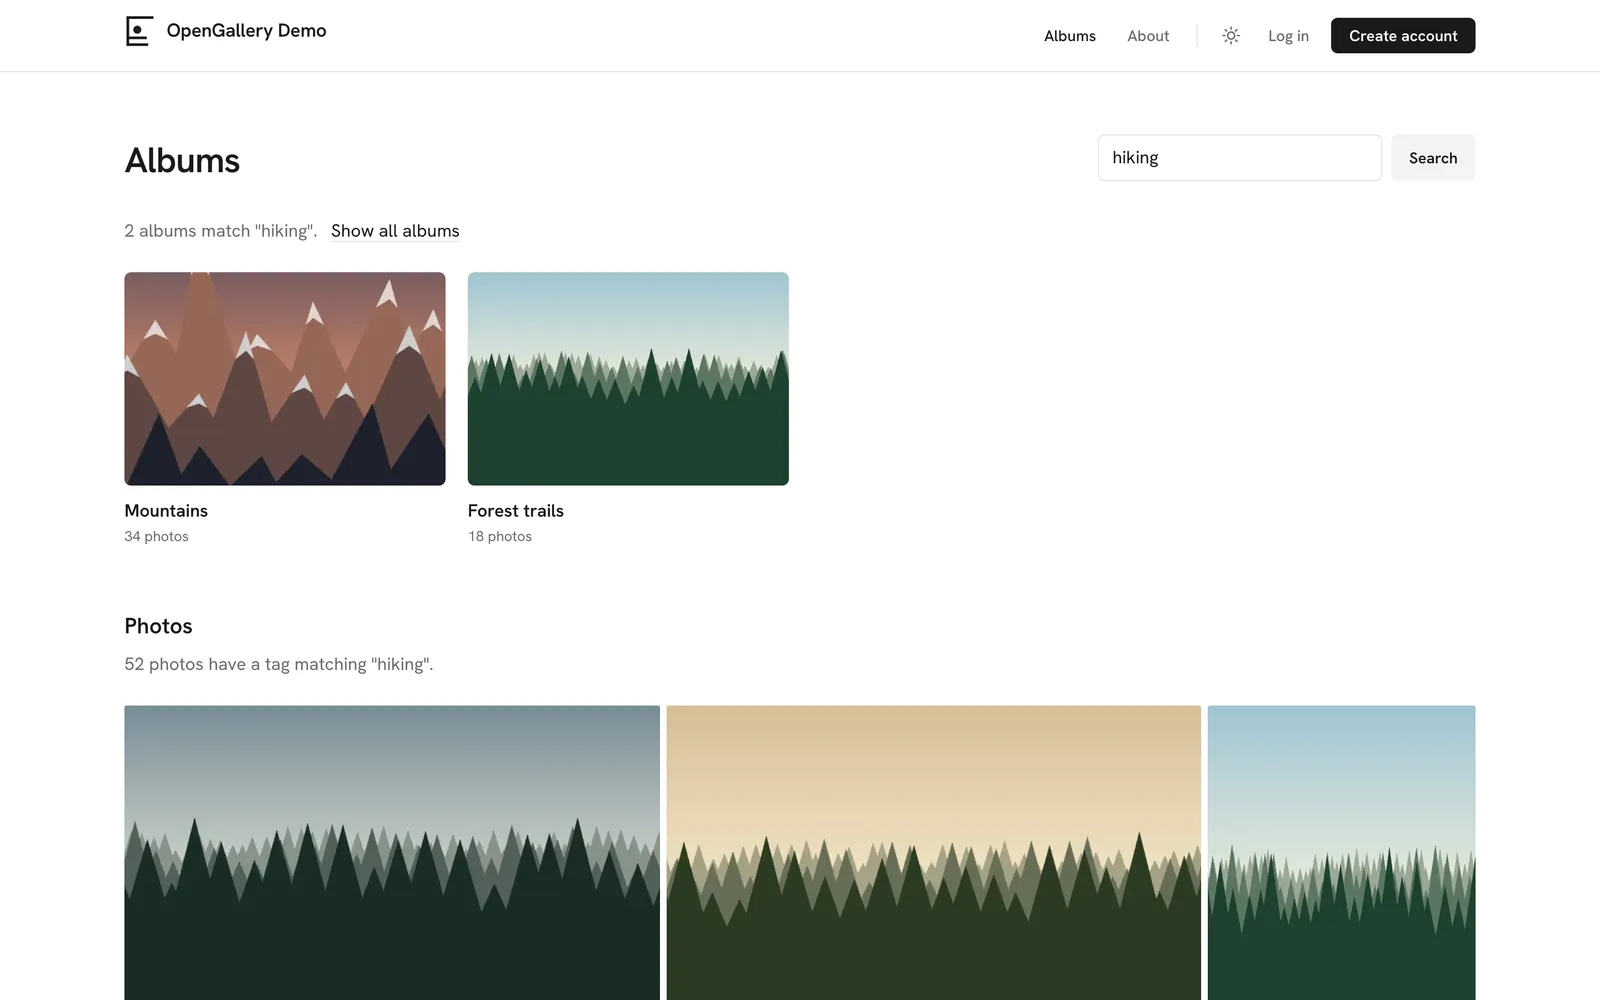 OpenGallery Demo
Albums
About
Log in
Create account
Albums
hiking
Search
2 albums match "hiking". Show all albums
Mountains
34 photos
Forest trails
18 photos
Photos
52 photos have a tag matching "hiking".